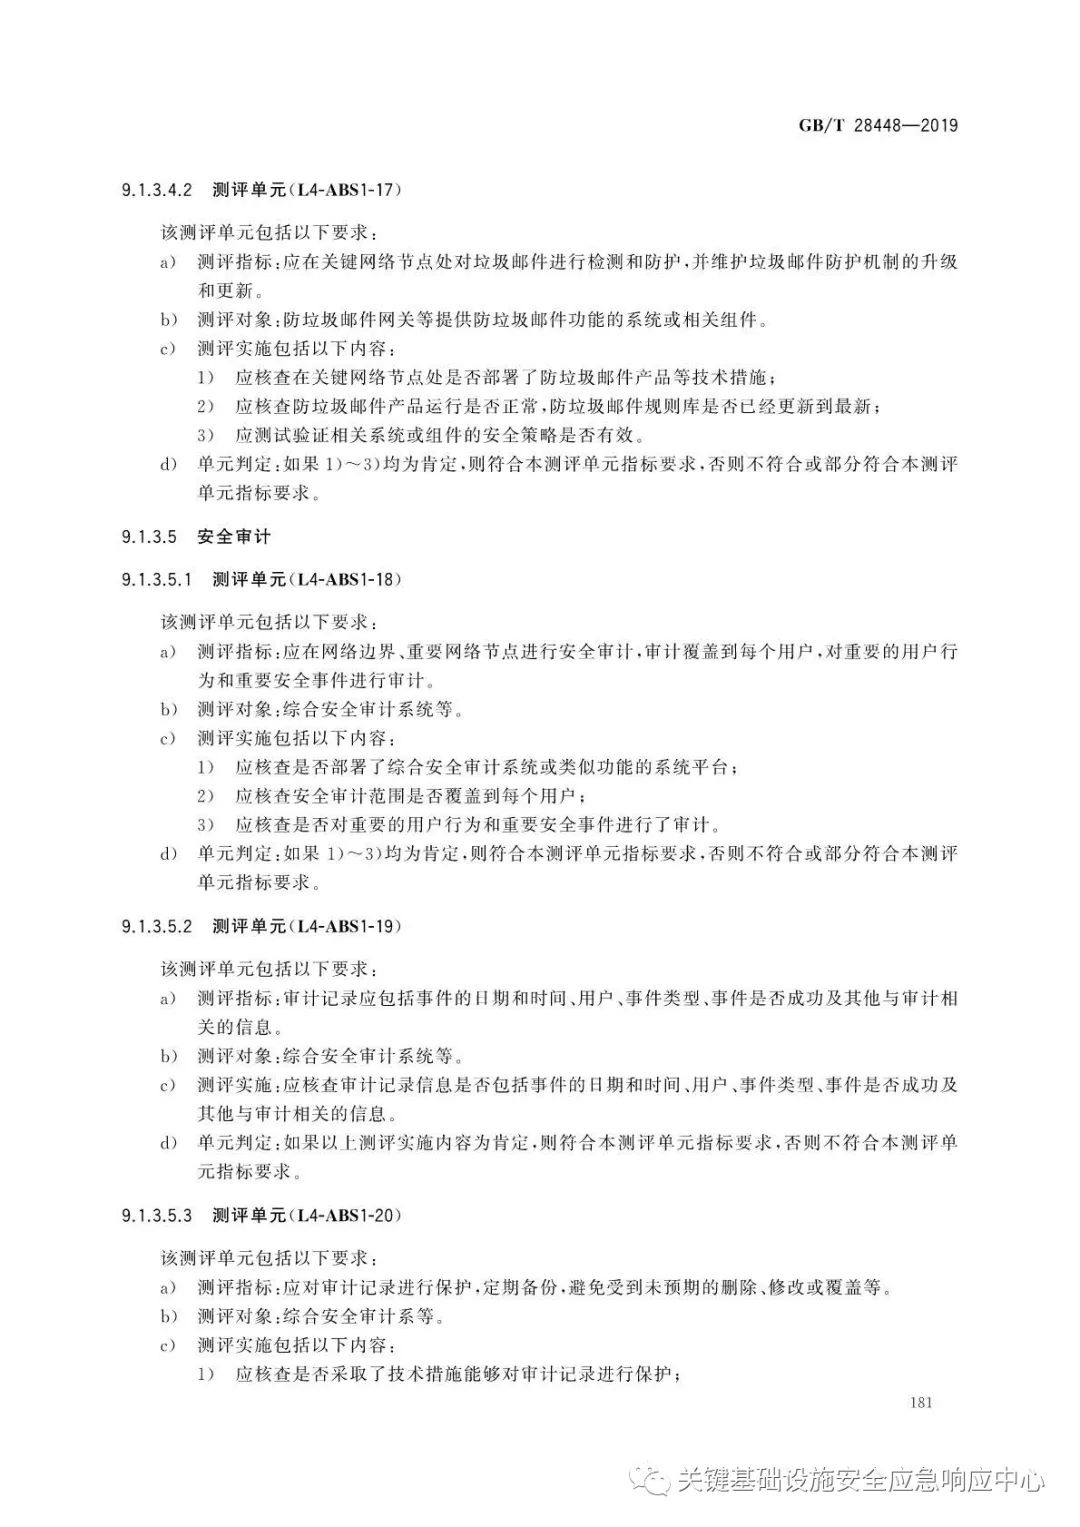 GB/T 28448—2019
9.1.3.4.2 测评单元(L4-ABS1-17)
该测评单元包括以下要求:
a) 测评指标:应在关键网络节点处对垃圾邮件进行检测和防护,并维护垃圾邮件防护机制的升级
和更新。
b) 测评对象:防垃圾邮件网关等提供防垃圾邮件功能的系统或相关组件。
c) 测评实施包括以下内容:
1) 应核查在关键网络节点处是否部署了防垃圾邮件产品等技术措施;
2) 应核查防垃圾邮件产品运行是否正常,防垃圾邮件规则库是否已经更新到最新;
3) 应测试验证相关系统或组件的安全策略是否有效。
d) 单元判定:如果1)~3)均为肯定,则符合本测评单元指标要求,否则不符合或部分符合本测评
单元指标要求。
9.1.3.5 安全审计
9.1.3.5.1 测评单元(L4-ABS1-18)
该测评单元包括以下要求:
a) 测评指标:应在网络边界、重要网络节点进行安全审计,审计覆盖到每个用户,对重要的用户行
为和重要安全事件进行审计。
b) 测评对象:综合安全审计系统等。
c) 测评实施包括以下内容:
1) 应核查是否部署了综合安全审计系统或类似功能的系统平台;
2) 应核查安全审计范围是否覆盖到每个用户;
3) 应核查是否对重要的用户行为和重要安全事件进行了审计。
d) 单元判定:如果1)~3)均为肯定,则符合本测评单元指标要求,否则不符合或部分符合本测评
单元指标要求。
9.1.3.5.2 测评单元(L4-ABS1-19)
该测评单元包括以下要求:
a) 测评指标:审计记录应包括事件的日期和时间、用户、事件类型、事件是否成功及其他与审计相
关的信息。
b) 测评对象:综合安全审计系统等。
c) 测评实施:应核查审计记录信息是否包括事件的日期和时间、用户、事件类型、事件是否成功及
其他与审计相关的信息。
d) 单元判定:如果以上测评实施内容为肯定,则符合本测评单元指标要求,否则不符合本测评单
元指标要求。
9.1.3.5.3 测评单元(L4-ABS1-20)
该测评单元包括以下要求:
a) 测评指标:应对审计记录进行保护,定期备份,避免受到未预期的删除、修改或覆盖等。
b) 测评对象:综合安全审计系等。
c) 测评实施包括以下内容:
1) 应核查是否采取了技术措施能够对审计记录进行保护;
181
关键基础设施安全应急响应中心